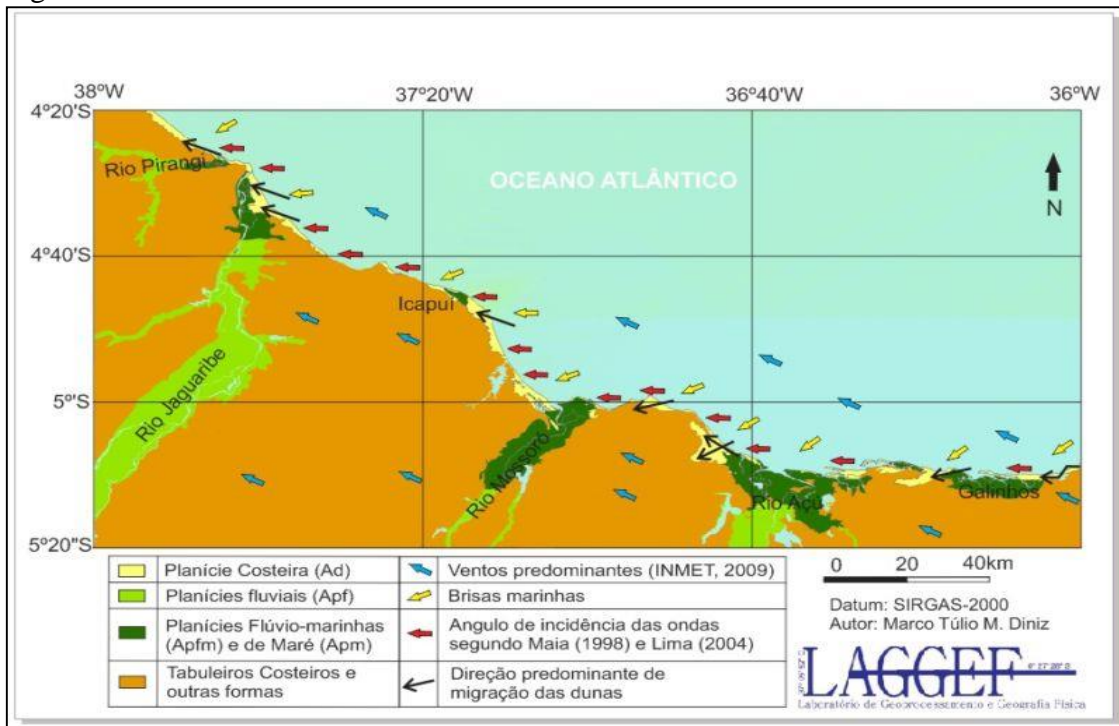 38ºW 37º20'W 36º40'W 36ºW
4º20'S
Rio Pirangi
OCEANO ATLÂNTICO
N
4º40'S
Icapuí
Rio Jaguaribe
5º S
Rio Mossoró
Rio Açu
Galinhos
5º20'S
Planície Costeira (Ad)
Ventos predominantes (INMET, 2009)
Planícies fluviais (Apf)
Brisas marinhas
Planícies Flúvio-marinhas
(Apfm) e de Maré (Apm)
Angulo de incidência das ondas
segundo Maia (1998) e Lima (2004)
Tabuleiros Costeiros e
outras formas
Direção predominante de
migração das dunas
0 20 40km
Datum: SIRGAS-2000
Autor: Marco Túlio M. Diniz
LAGGEF
Laboratório de Geoprocessamento e Geografia Física